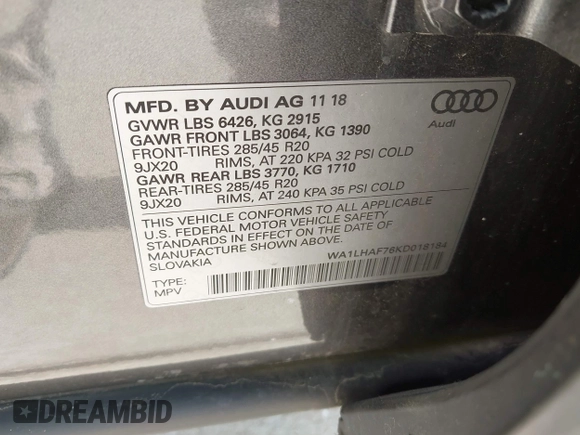 MFD. BY AUDI AG 11 18
GVWR LBS 6426, KG 2915
GAWR FRONT LBS 3064, KG 1390
FRONT-TIRES 285/45 R20
9JX20 RIMS, AT 220 KPA 32 PSI COLD
GAWR REAR LBS 3770, KG 1710
REAR-TIRES 285/45 R20
9JX20 RIMS, AT 240 KPA 35 PSI COLD
THIS VEHICLE CONFORMS TO ALL APPLICABLE
U.S. FEDERAL MOTOR VEHICLE SAFETY
STANDARDS IN EFFECT ON THE DATE OF
MANUFACTURE SHOWN ABOVE.
SLOVAKIA
WA1LHAF76KD018184
TYPE:
MPV
DREAMBID